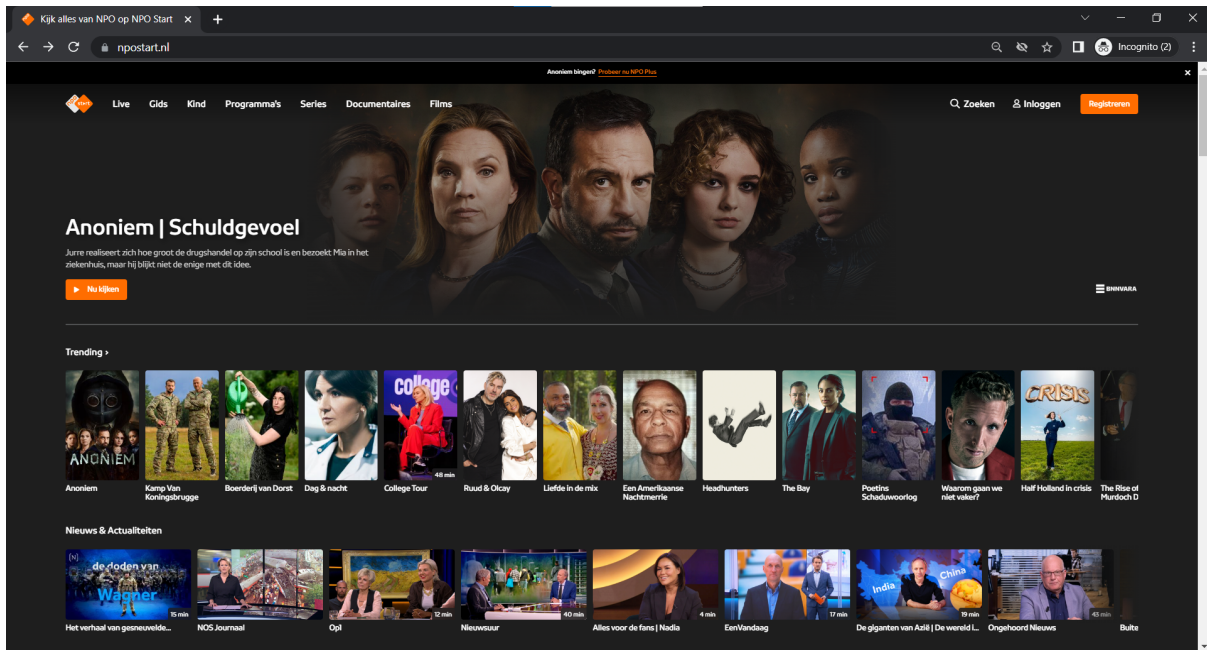 Kijk alles van NPO op NPO Start
npostart.nl
Incognito (2)
Anoniem bingen? Probeer nu NPO Plus
start
Live
Gids
Kind
Programma's
Series
Documentaires
Films
Zoeken
Inloggen
Registreren
Anoniem | Schuldgevoel
Jurre realiseert zich hoe groot de drugshandel op zijn school is en bezoekt Mia in het
ziekenhuis, maar hij blijkt niet de enige met dit idee.
Nu kijken
BNNVARA
Trending
ANONIEM
college
48 min
CRISIS
Anoniem
Kamp Van
Koningsbrugge
Boerderij van Dorst
Dag & nacht
College Tour
Ruud & Olcay
Liefde in de mix
Een Amerikaanse
Nachtmerrie
Headhunters
The Bay
Poetins
Schaduwoorlog
Waarom gaan we
niet vaker?
Half Holland in crisis
The Rise of
Murdoch D
Nieuws & Actualiteiten
de doden van
Wagner
15 min
12 min
40 min
4 min
17 min
India
China
19 min
43 min
Het verhaal van gesneuvelde...
NOS Journaal
Op1
Nieuwsuur
Alles voor de fans | Nadia
EenVandaag
De giganten van Azië | De wereld i...
Ongehoord Nieuws
Buite